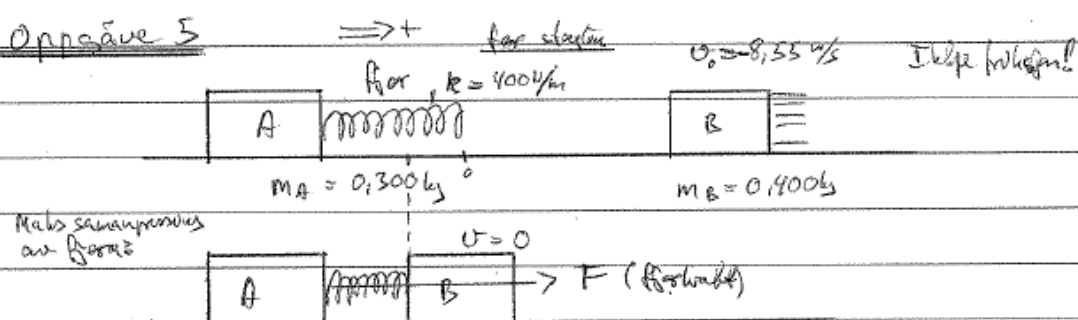 Oppgåve 5 ⇒+ før støyten
v₀ = -8,55 m/s Ikkje friksjon!
fjør, k = 400 N/m
A B
m_A = 0,300 kg 0 m_B = 0,400 kg
Maks samanpressing
av fjøra:
v = 0
A B F (fjørkraft)